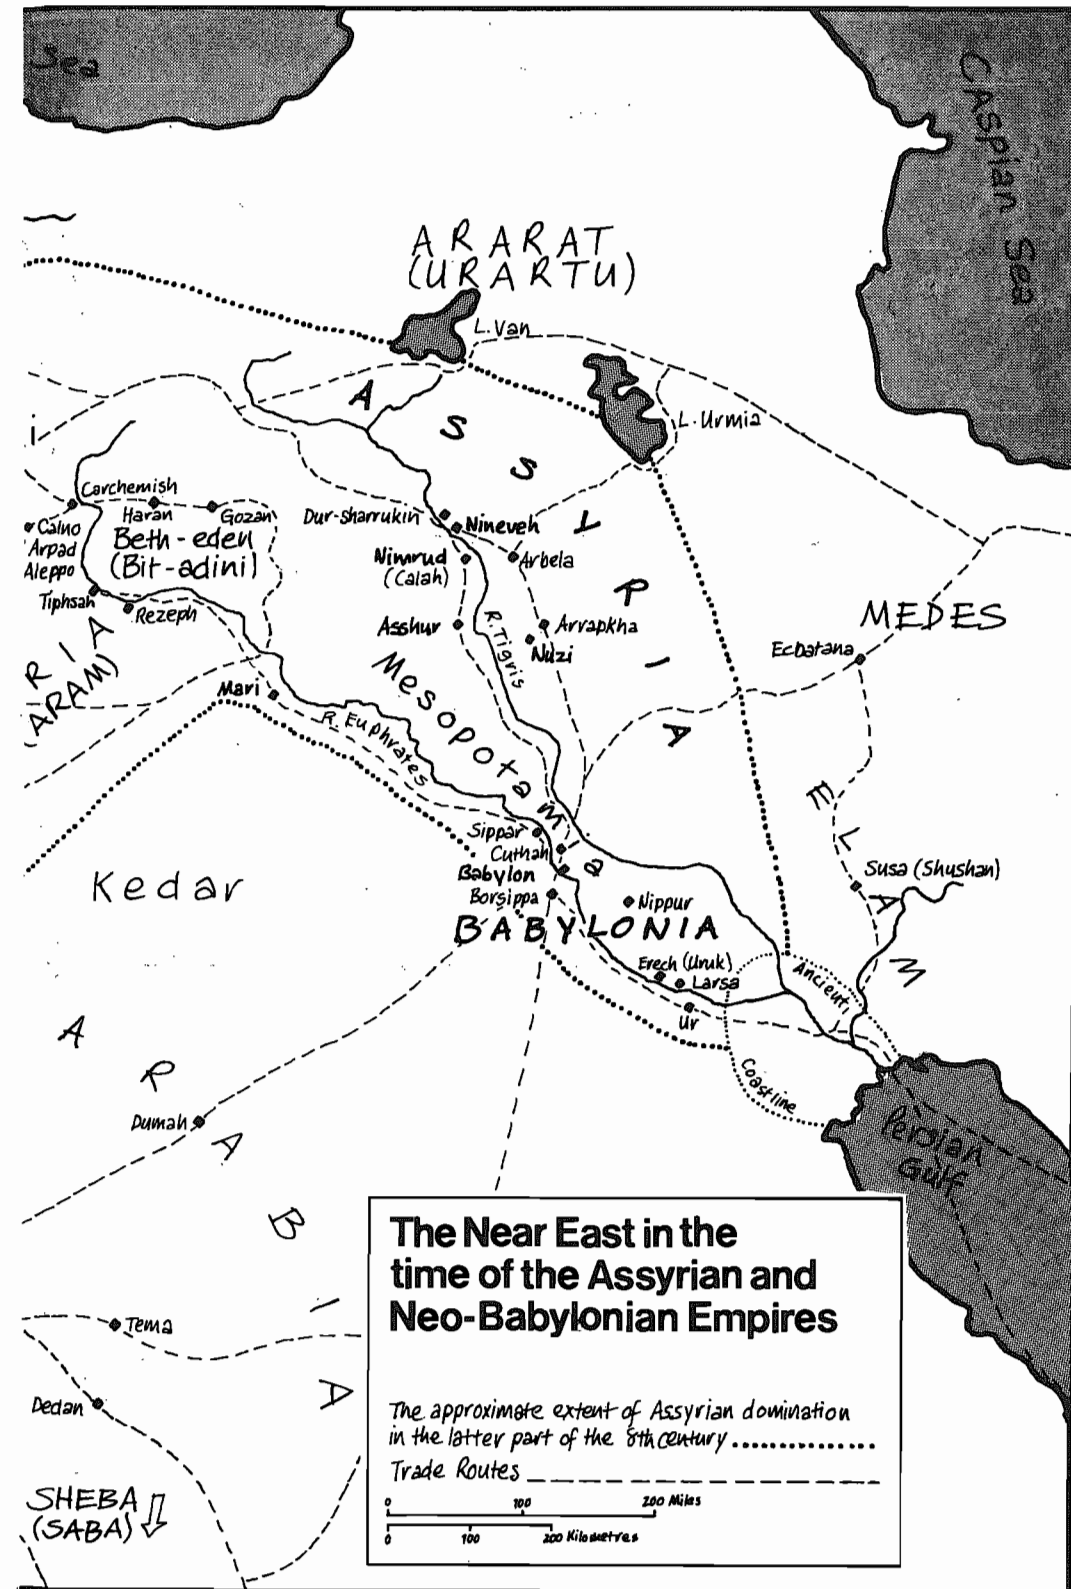 Sea
Caspian Sea
ARARAT
(URARTU)
L. Van
L. Urmia
ASSYRIA
i
Carchemish
Haran
Gozan
Calno
Arpad
Aleppo
Beth-eden
(Bit-adini)
Tiphsah
Rezeph
Dur-sharrukin
Nineveh
Nimrud
(Calah)
Arbela
Asshur
R. Tigris
Arrapkha
Nuzi
MEDES
Ecbatana
RIA
(ARAM)
Mari
R. Euphrates
Mesopotamia
ELAM
Sippar
Cuthah
Babylon
Borsippa
Nippur
BABYLONIA
Susa (Shushan)
Kedar
Erech (Uruk)
Larsa
Ur
Ancient
Coastline
Persian
Gulf
ARABIA
Dumah
Tema
Dedan
SHEBA
(SABA)
The Near East in the
time of the Assyrian and
Neo-Babylonian Empires
The approximate extent of Assyrian domination
in the latter part of the 8th century
Trade Routes
0 100 200 Miles
0 100 200 Kilometres